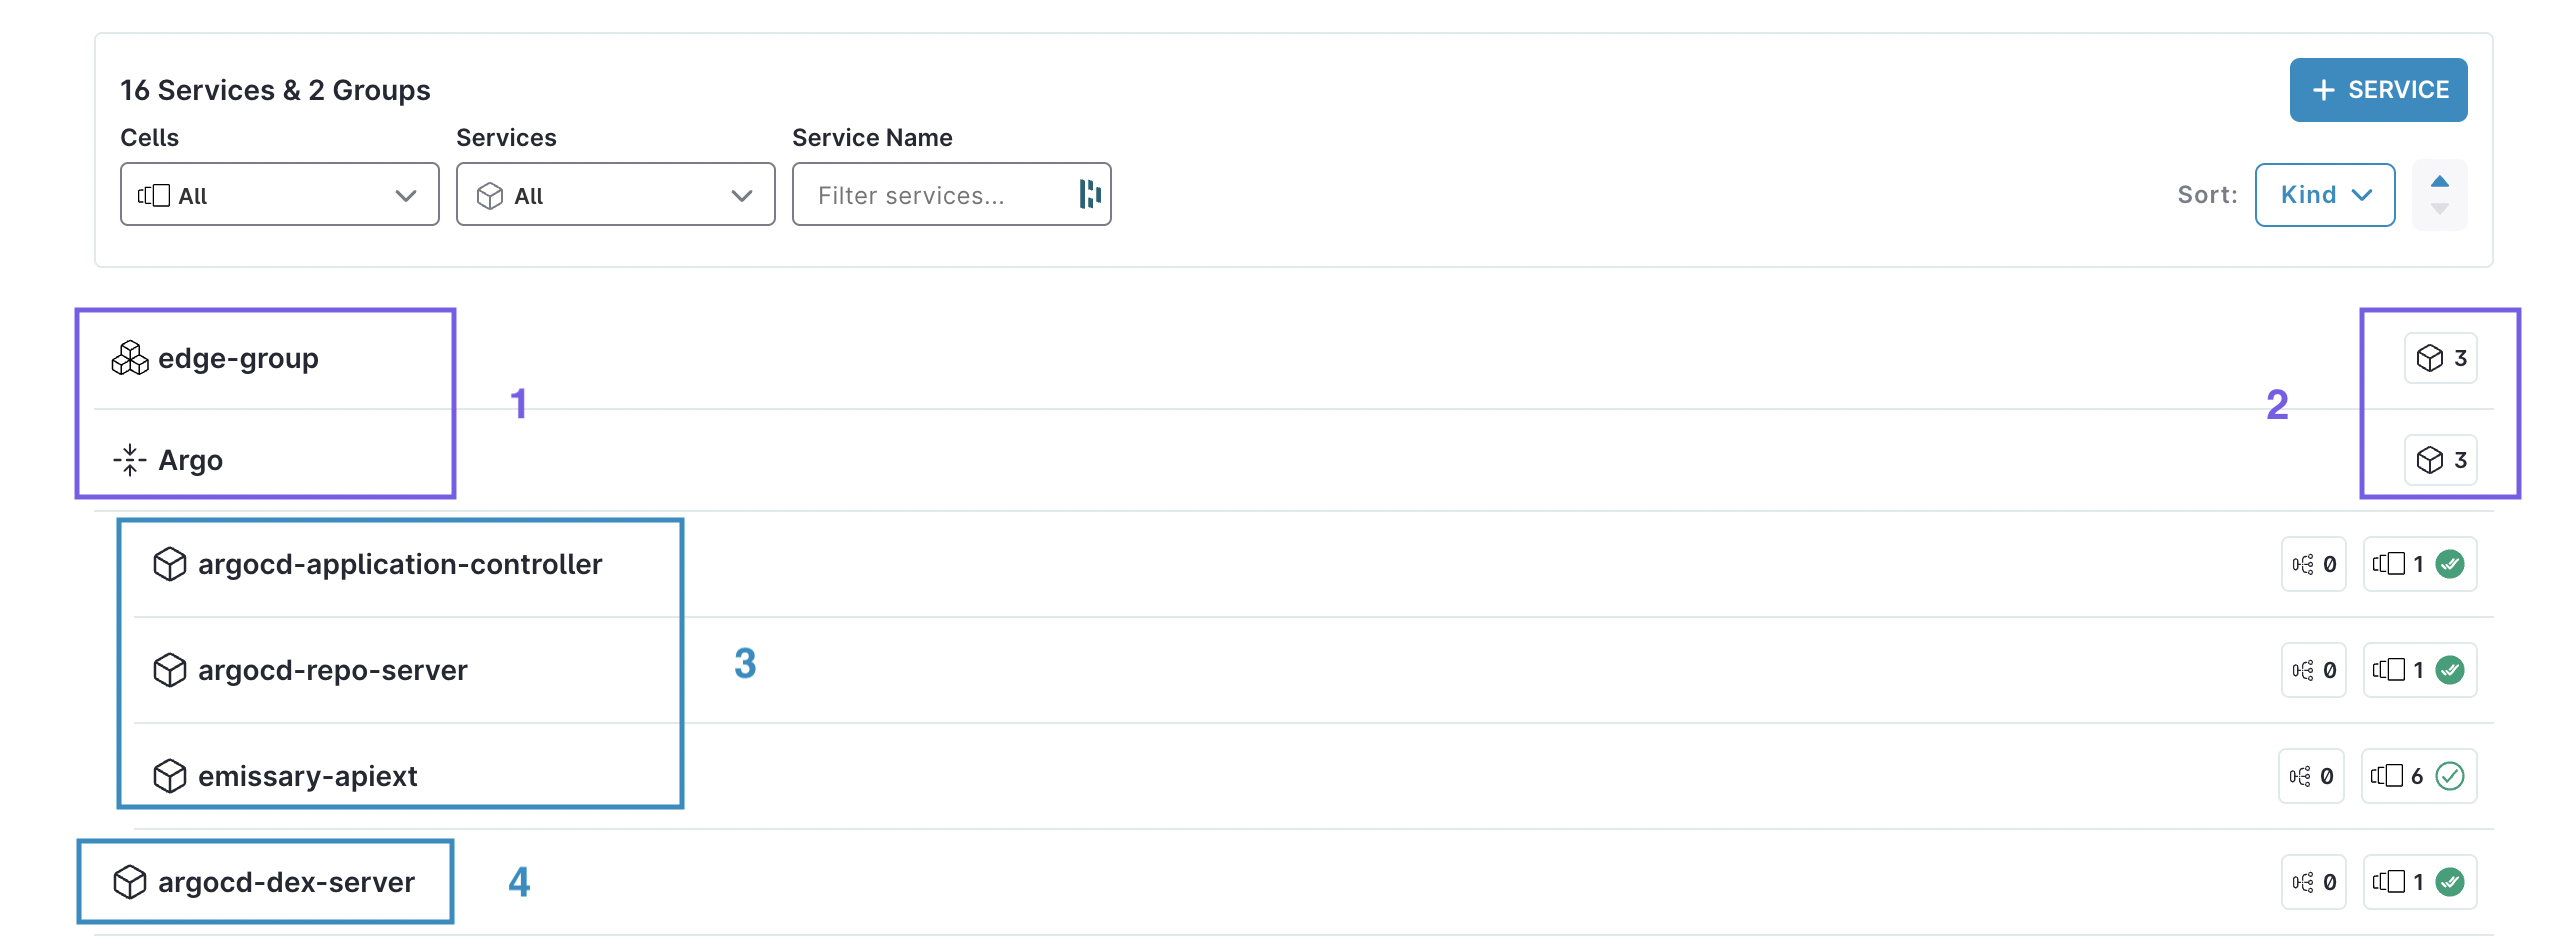 16 Services & 2 Groups
+ SERVICE
Cells Services Service Name
All All Filter services... Sort: Kind
edge-group 3
1 2
Argo 3
argocd-application-controller 0 1
argocd-repo-server 0 1
3
emissary-apiext 0 6
argocd-dex-server 4 0 1